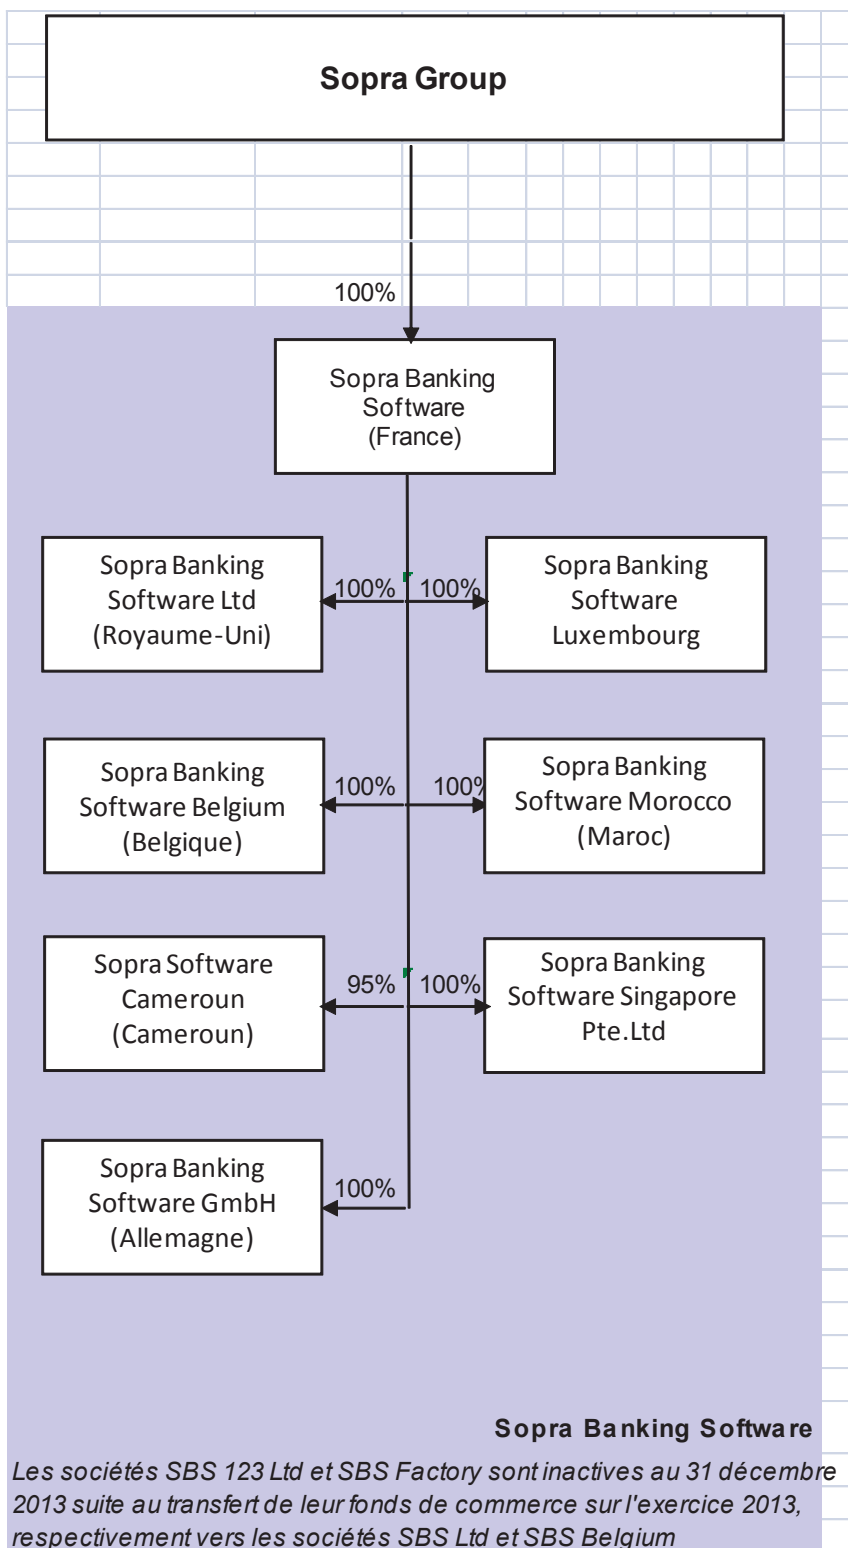 Sopra Group
100%
Sopra Banking
Software
(France)
Sopra Banking
Software Ltd
(Royaume-Uni)
100%
100%
Sopra Banking
Software
Luxembourg
Sopra Banking
Software Belgium
(Belgique)
100%
100%
Sopra Banking
Software Morocco
(Maroc)
Sopra Software
Cameroun
(Cameroun)
95%
100%
Sopra Banking
Software Singapore
Pte.Ltd
Sopra Banking
Software GmbH
(Allemagne)
100%
Sopra Banking Software
Les sociétés SBS 123 Ltd et SBS Factory sont inactives au 31 décembre
2013 suite au transfert de leur fonds de commerce sur l'exercice 2013,
respectivement vers les sociétés SBS Ltd et SBS Belgium